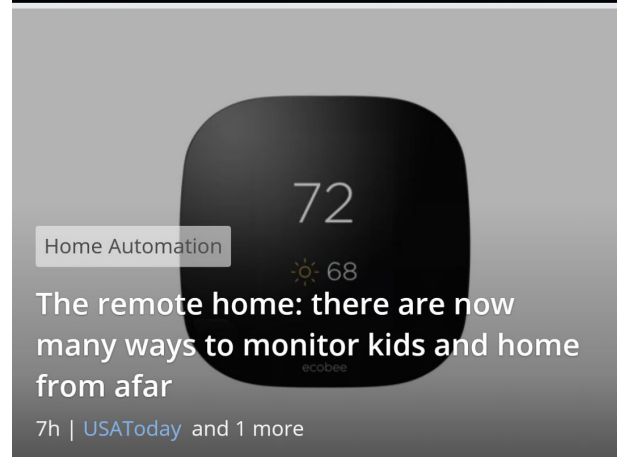 72
68
Home Automation
The remote home: there are now
many ways to monitor kids and home
from afar
ecobee
7h | USAToday and 1 more